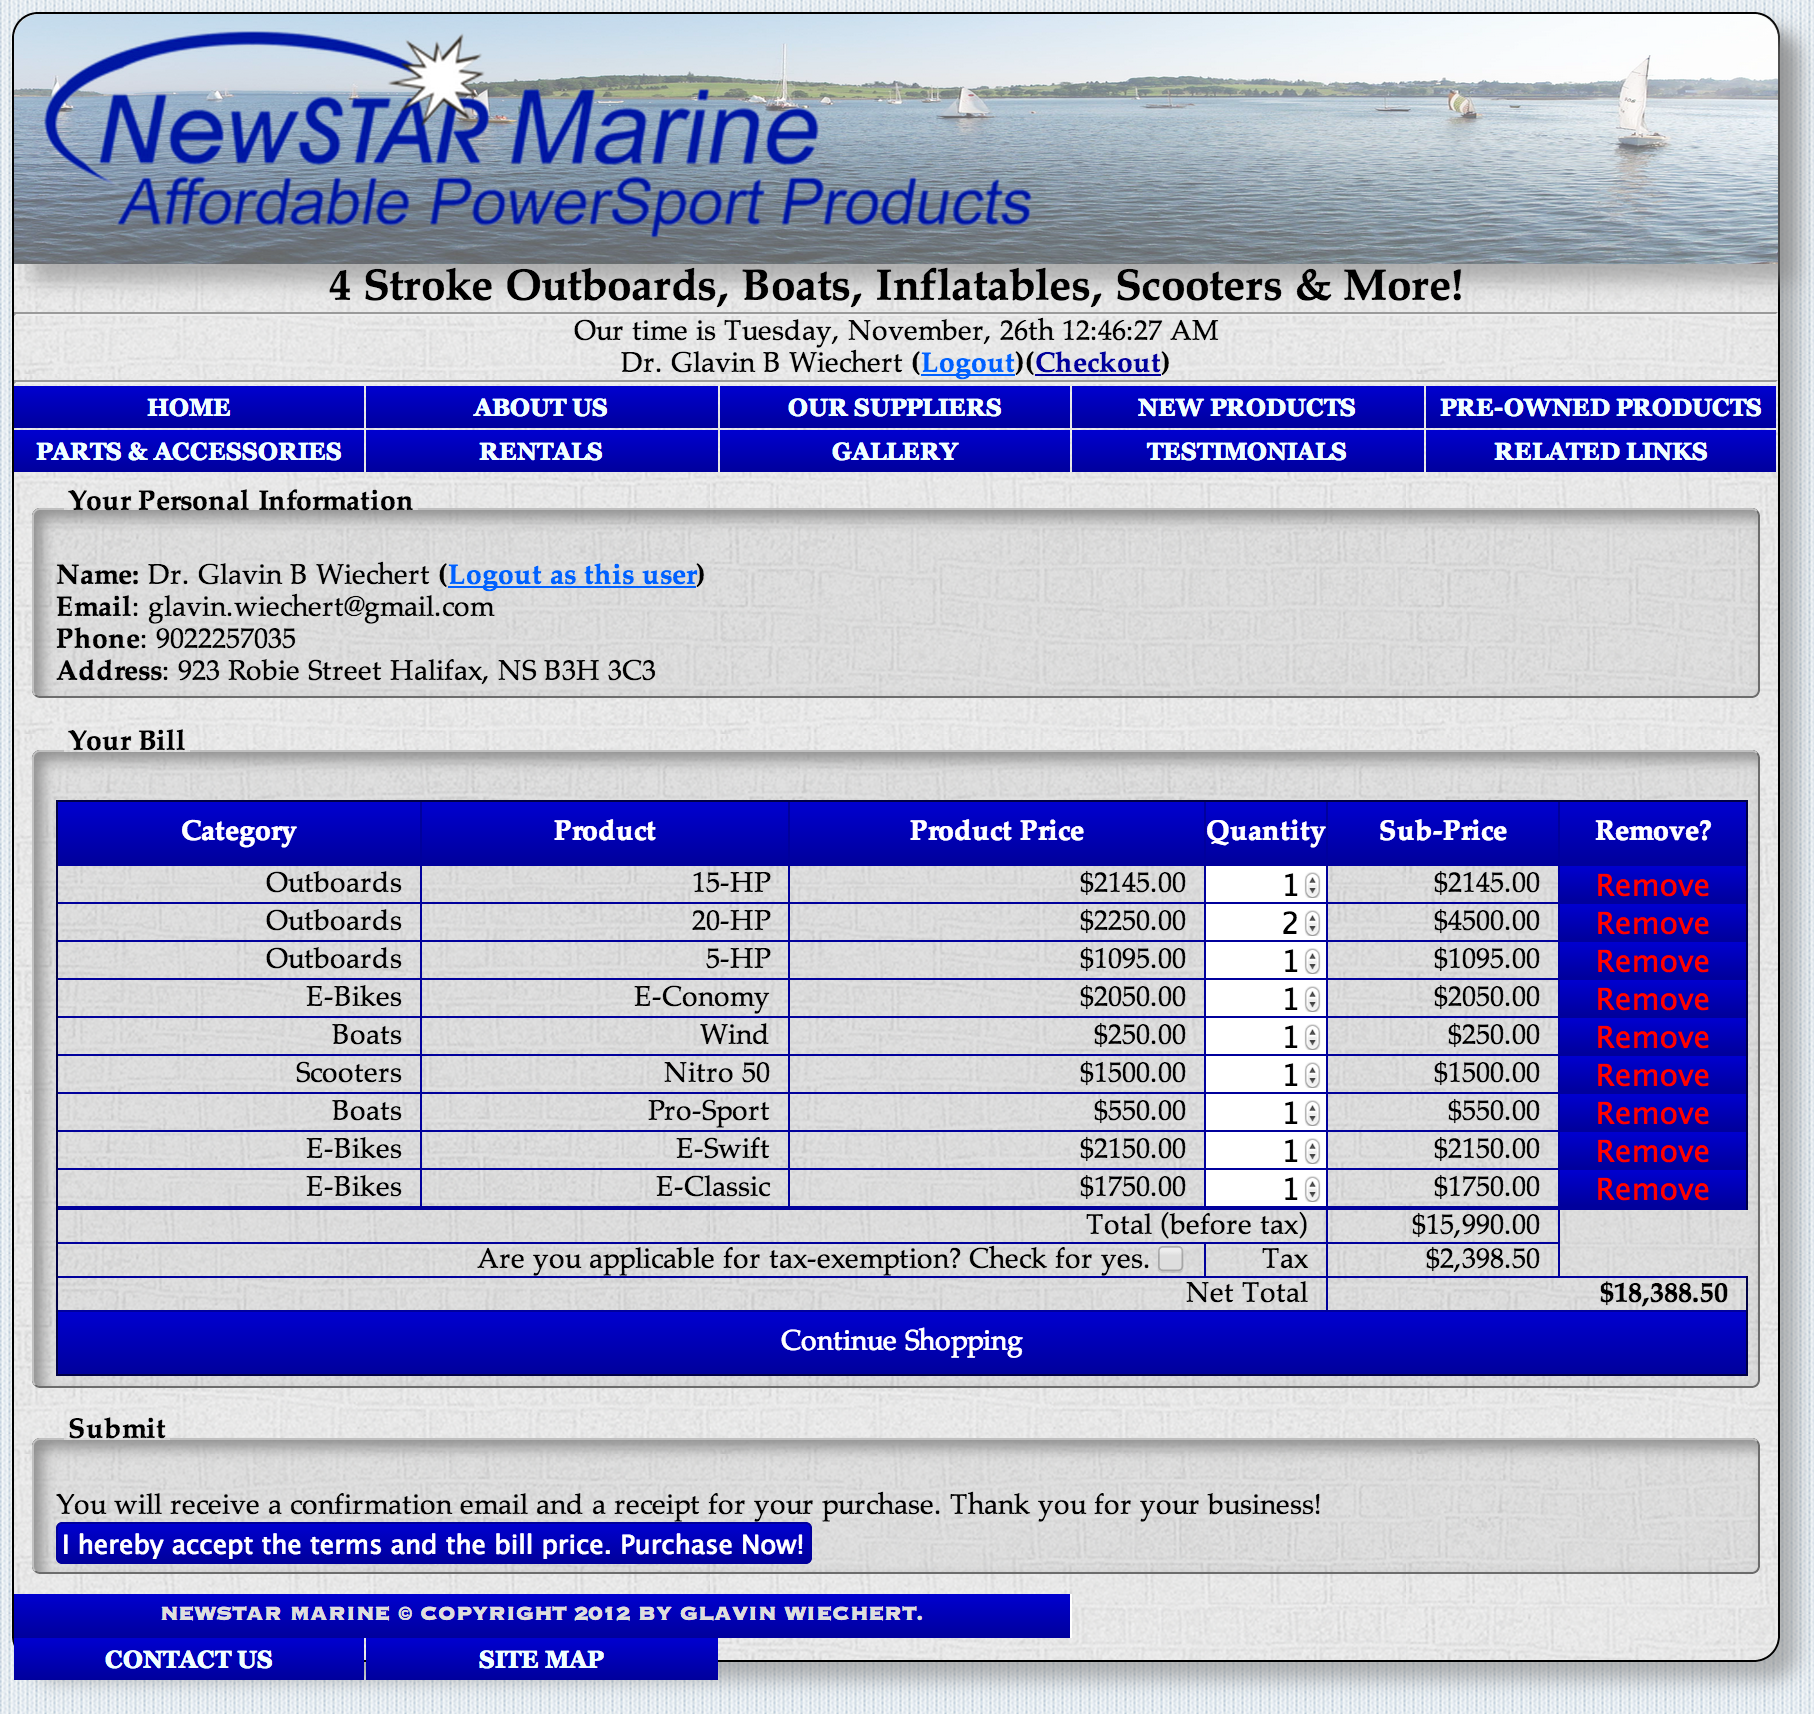 NewSTAR Marine
Affordable PowerSport Products
4 Stroke Outboards, Boats, Inflatables, Scooters & More!
Our time is Tuesday, November, 26th 12:46:27 AM
Dr. Glavin B Wiechert (Logout)(Checkout)
HOME ABOUT US OUR SUPPLIERS NEW PRODUCTS PRE-OWNED PRODUCTS
PARTS & ACCESSORIES RENTALS GALLERY TESTIMONIALS RELATED LINKS
Your Personal Information
Name: Dr. Glavin B Wiechert (Logout as this user)
Email: glavin.wiechert@gmail.com
Phone: 9022257035
Address: 923 Robie Street Halifax, NS B3H 3C3
Your Bill
Category Product Product Price Quantity Sub-Price Remove?
Outboards 15-HP $2145.00 1 $2145.00 Remove
Outboards 20-HP $2250.00 2 $4500.00 Remove
Outboards 5-HP $1095.00 1 $1095.00 Remove
E-Bikes E-Conomy $2050.00 1 $2050.00 Remove
Boats Wind $250.00 1 $250.00 Remove
Scooters Nitro 50 $1500.00 1 $1500.00 Remove
Boats Pro-Sport $550.00 1 $550.00 Remove
E-Bikes E-Swift $2150.00 1 $2150.00 Remove
E-Bikes E-Classic $1750.00 1 $1750.00 Remove
Total (before tax) $15,990.00
Are you applicable for tax-exemption? Check for yes. Tax $2,398.50
Net Total $18,388.50
Continue Shopping
Submit
You will receive a confirmation email and a receipt for your purchase. Thank you for your business!
I hereby accept the terms and the bill price. Purchase Now!
NEWSTAR MARINE © COPYRIGHT 2012 BY GLAVIN WIECHERT.
CONTACT US SITE MAP